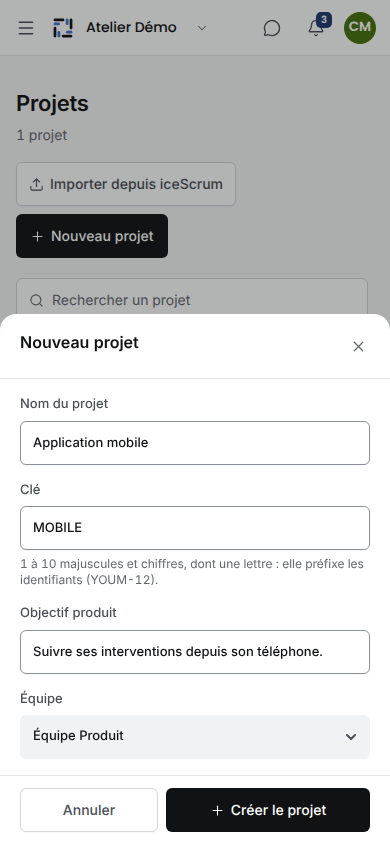 Atelier Démo
3
CM
Projets
1 projet
Importer depuis iceScrum
Nouveau projet
Rechercher un projet
Nouveau projet
Nom du projet
Application mobile
Clé
MOBILE
1 à 10 majuscules et chiffres, dont une lettre : elle préfixe les
identifiants (YOUM-12).
Objectif produit
Suivre ses interventions depuis son téléphone.
Équipe
Équipe Produit
Annuler
Créer le projet